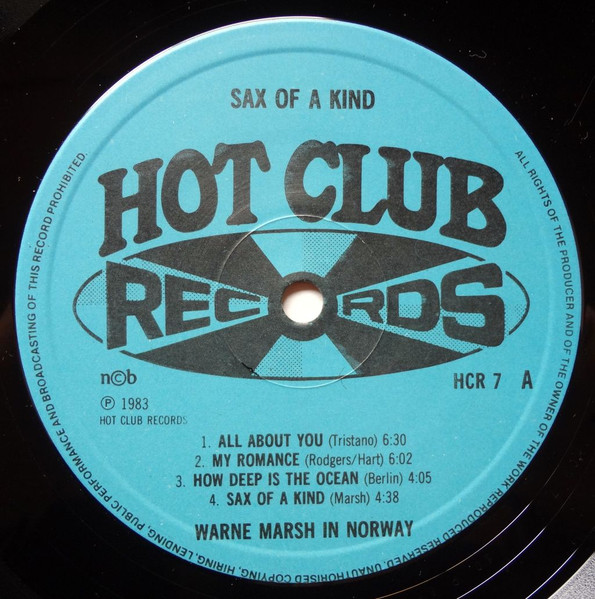 SAX OF A KIND
HOT CLUB
RECORDS
n©b
HCR 7 A
℗ 1983
HOT CLUB RECORDS
1. ALL ABOUT YOU (Tristano) 6:30
2. MY ROMANCE (Rodgers/Hart) 6:02
3. HOW DEEP IS THE OCEAN (Berlin) 4:05
4. SAX OF A KIND (Marsh) 4:38
WARNE MARSH IN NORWAY
ALL RIGHTS OF THE PRODUCER AND OF THE OWNER OF THE WORK REPRODUCED RESERVED. UNAUTHORISED COPYING, HIRING, LENDING, PUBLIC PERFORMANCE AND BROADCASTING OF THIS RECORD PROHIBITED.